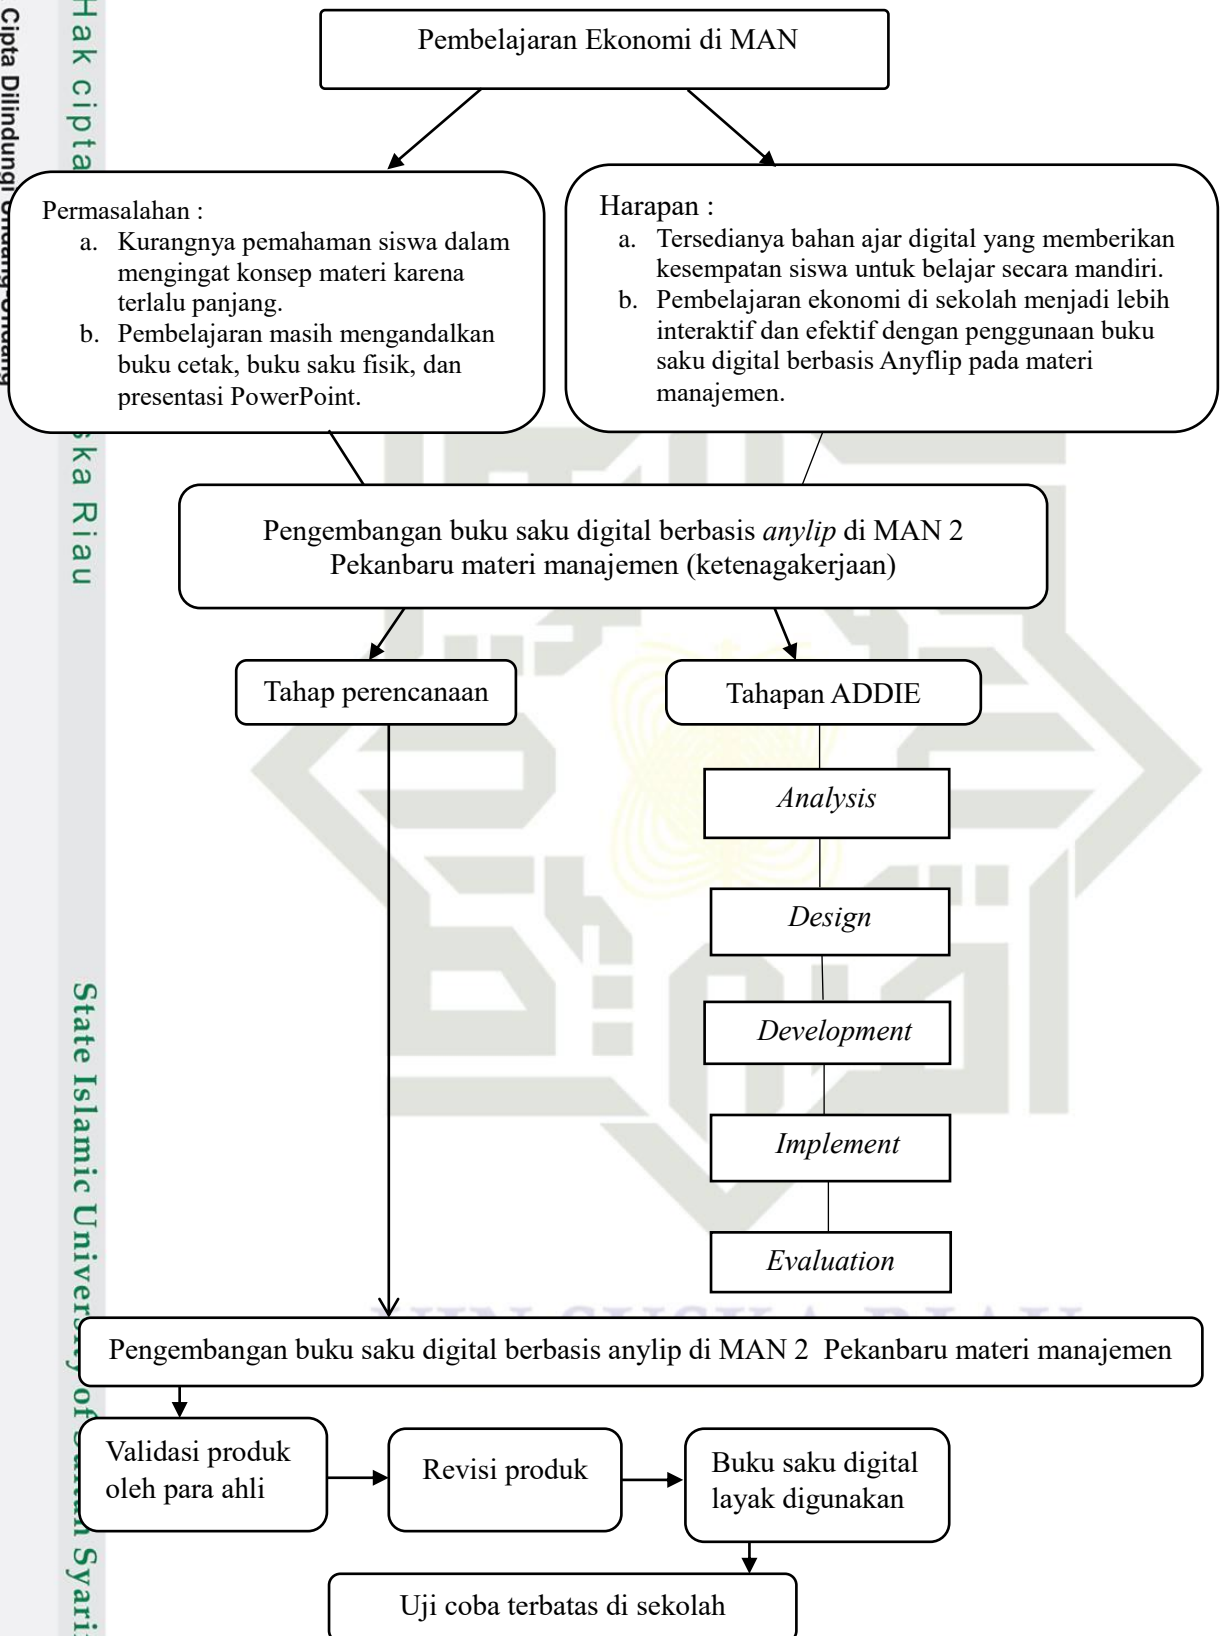 Pembelajaran Ekonomi di MAN
Permasalahan :
a. Kurangnya pemahaman siswa dalam
mengingat konsep materi karena
terlalu panjang.
b. Pembelajaran masih mengandalkan
buku cetak, buku saku fisik, dan
presentasi PowerPoint.
Harapan :
a. Tersedianya bahan ajar digital yang memberikan
kesempatan siswa untuk belajar secara mandiri.
b. Pembelajaran ekonomi di sekolah menjadi lebih
interaktif dan efektif dengan penggunaan buku
saku digital berbasis Anyflip pada materi
manajemen.
Pengembangan buku saku digital berbasis anylip di MAN 2
Pekanbaru materi manajemen (ketenagakerjaan)
Tahap perencanaan
Tahapan ADDIE
Analysis
Design
Development
Implement
Evaluation
Pengembangan buku saku digital berbasis anylip di MAN 2 Pekanbaru materi manajemen
Validasi produk
oleh para ahli
Revisi produk
Buku saku digital
layak digunakan
Uji coba terbatas di sekolah
Cipta Dilindungi
Hak cipta
ska Riau
State Islamic University of
UIN SUSKA RIAU